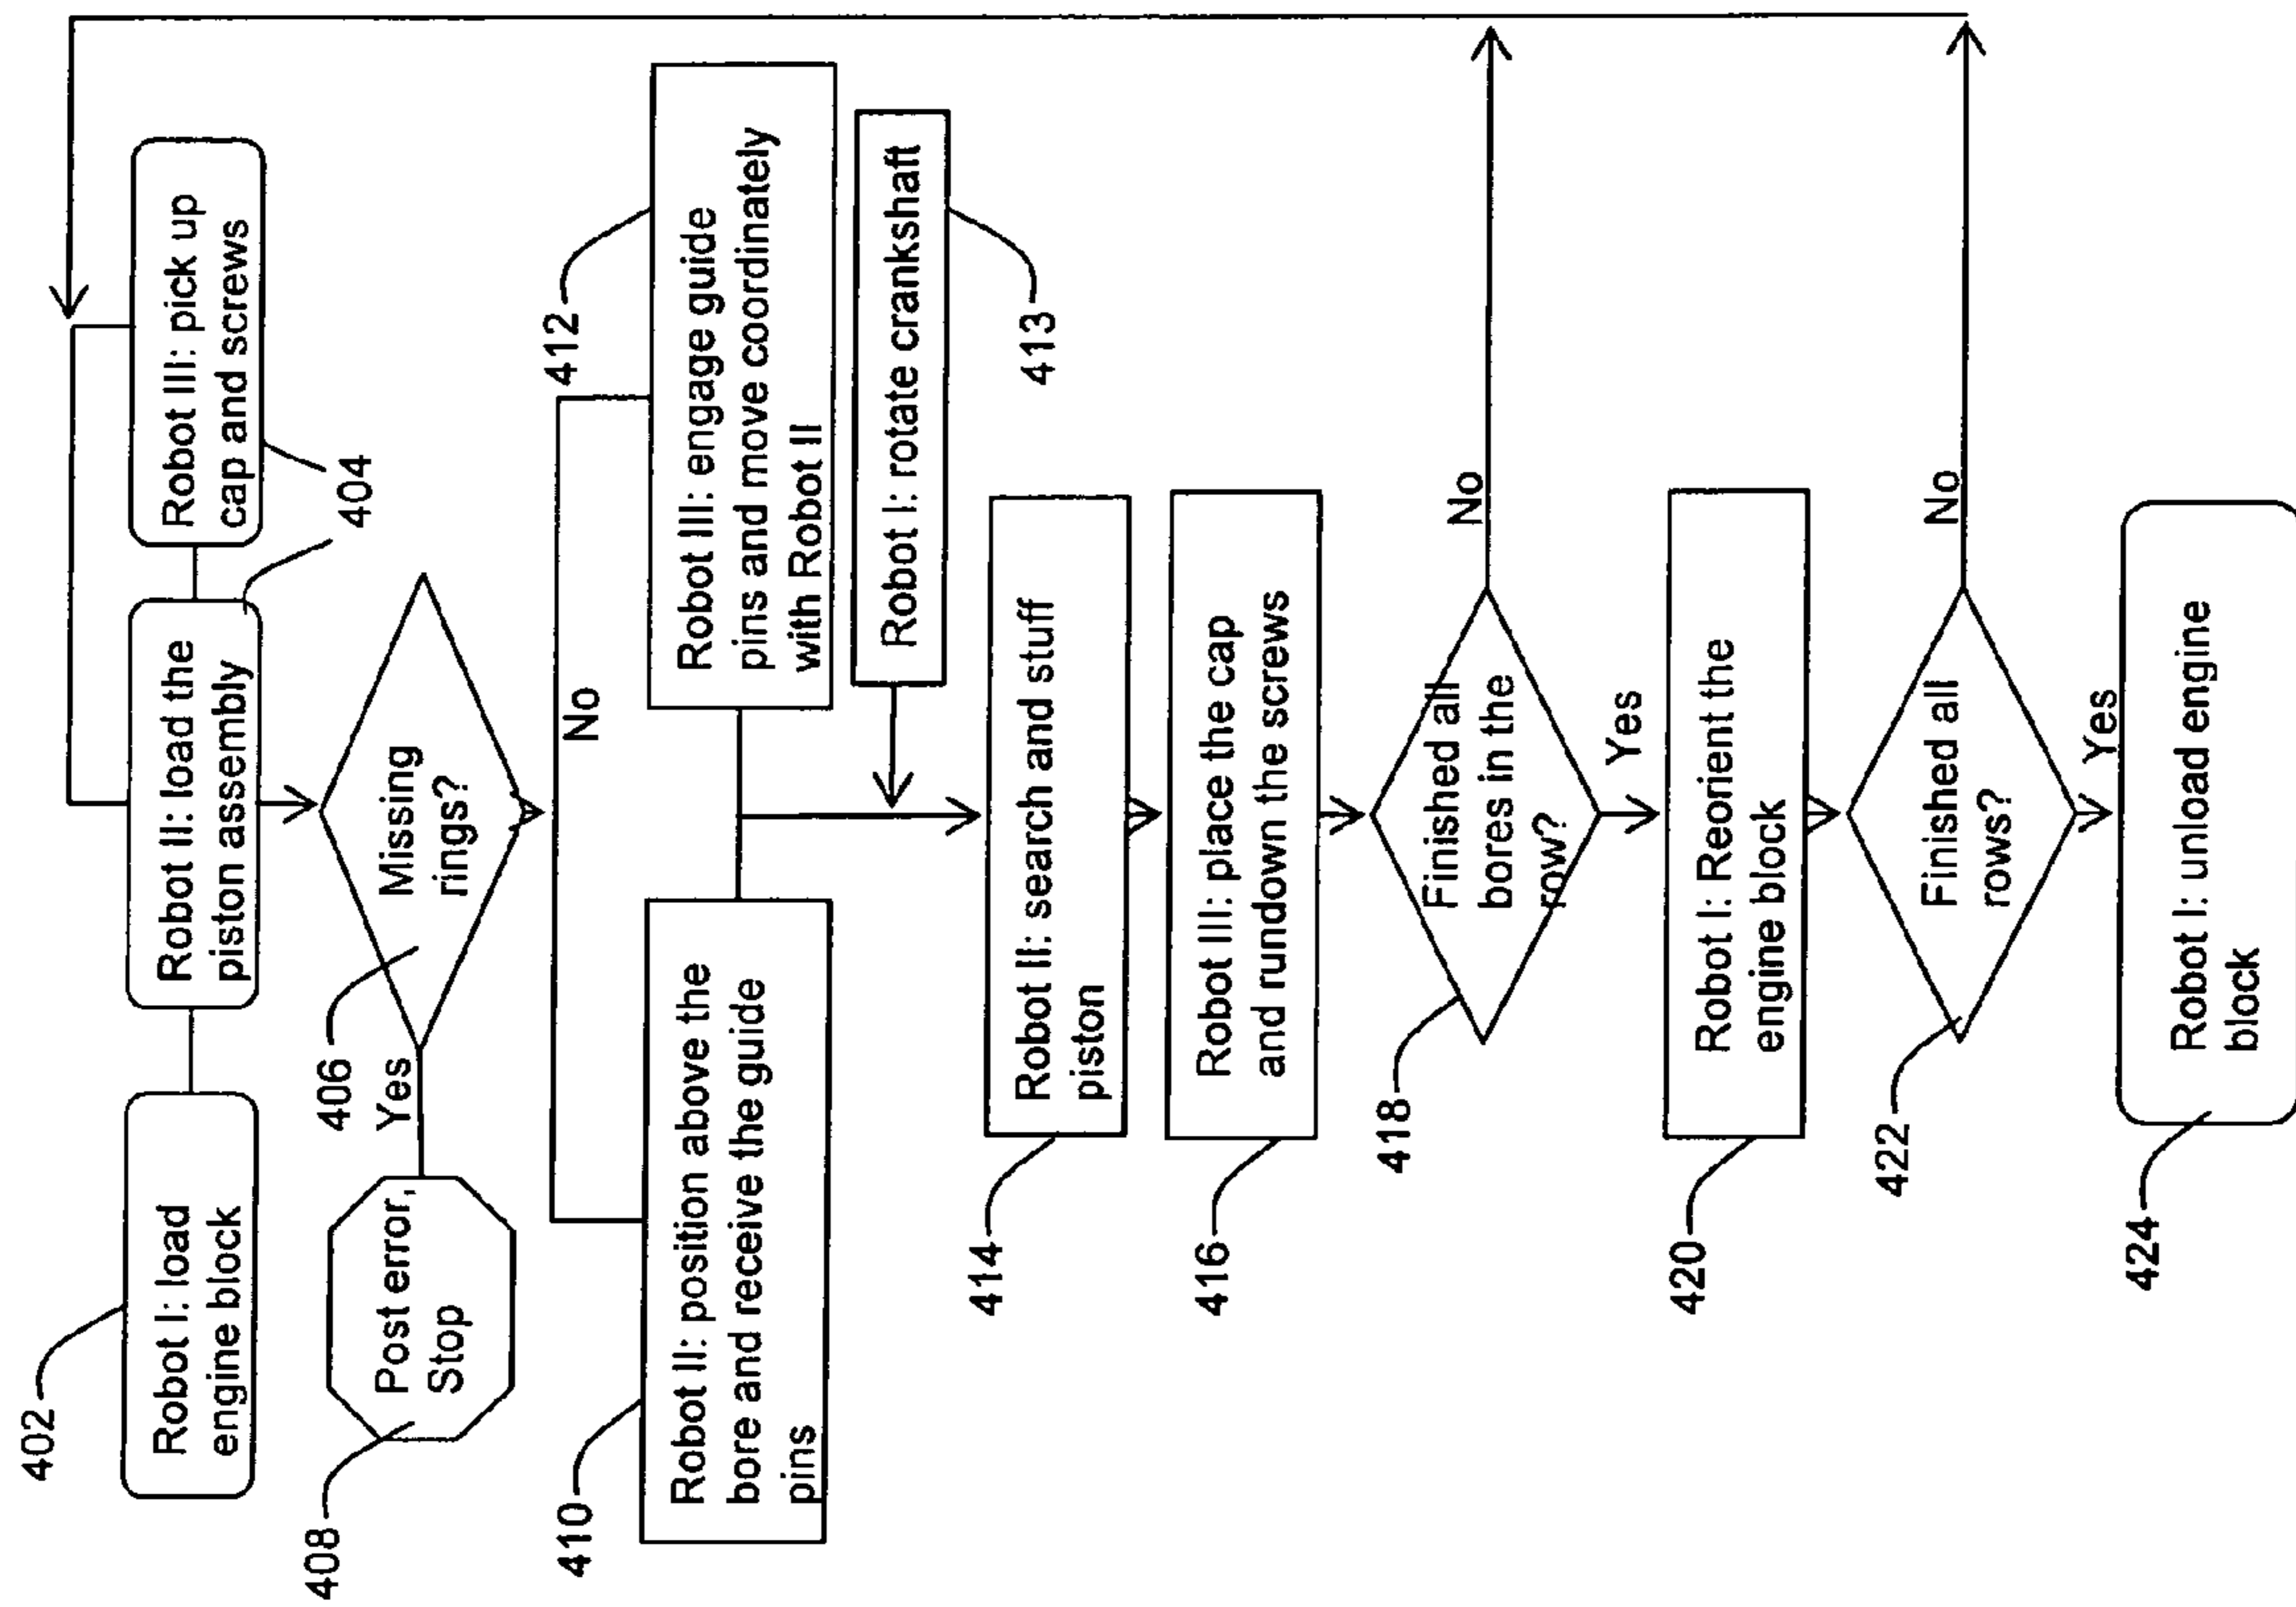 402
Robot I: load
engine block
Robot II: load the
piston assembly
Robot III: pick up
cap and screws
404
406
Missing
rings?
Yes
408
Post error,
Stop
No
410
Robot II: position above the
bore and receive the guide
pins
412
Robot III: engage guide
pins and move coordinately
with Robot II
Robot I: rotate crankshaft
413
414
Robot II: search and stuff
piston
416
Robot III: place the cap
and rundown the screws
418
Finished all
bores in the
row?
No
Yes
420
Robot I: Reorient the
engine block
422
Finished all
rows?
No
Yes
424
Robot I: unload engine
block